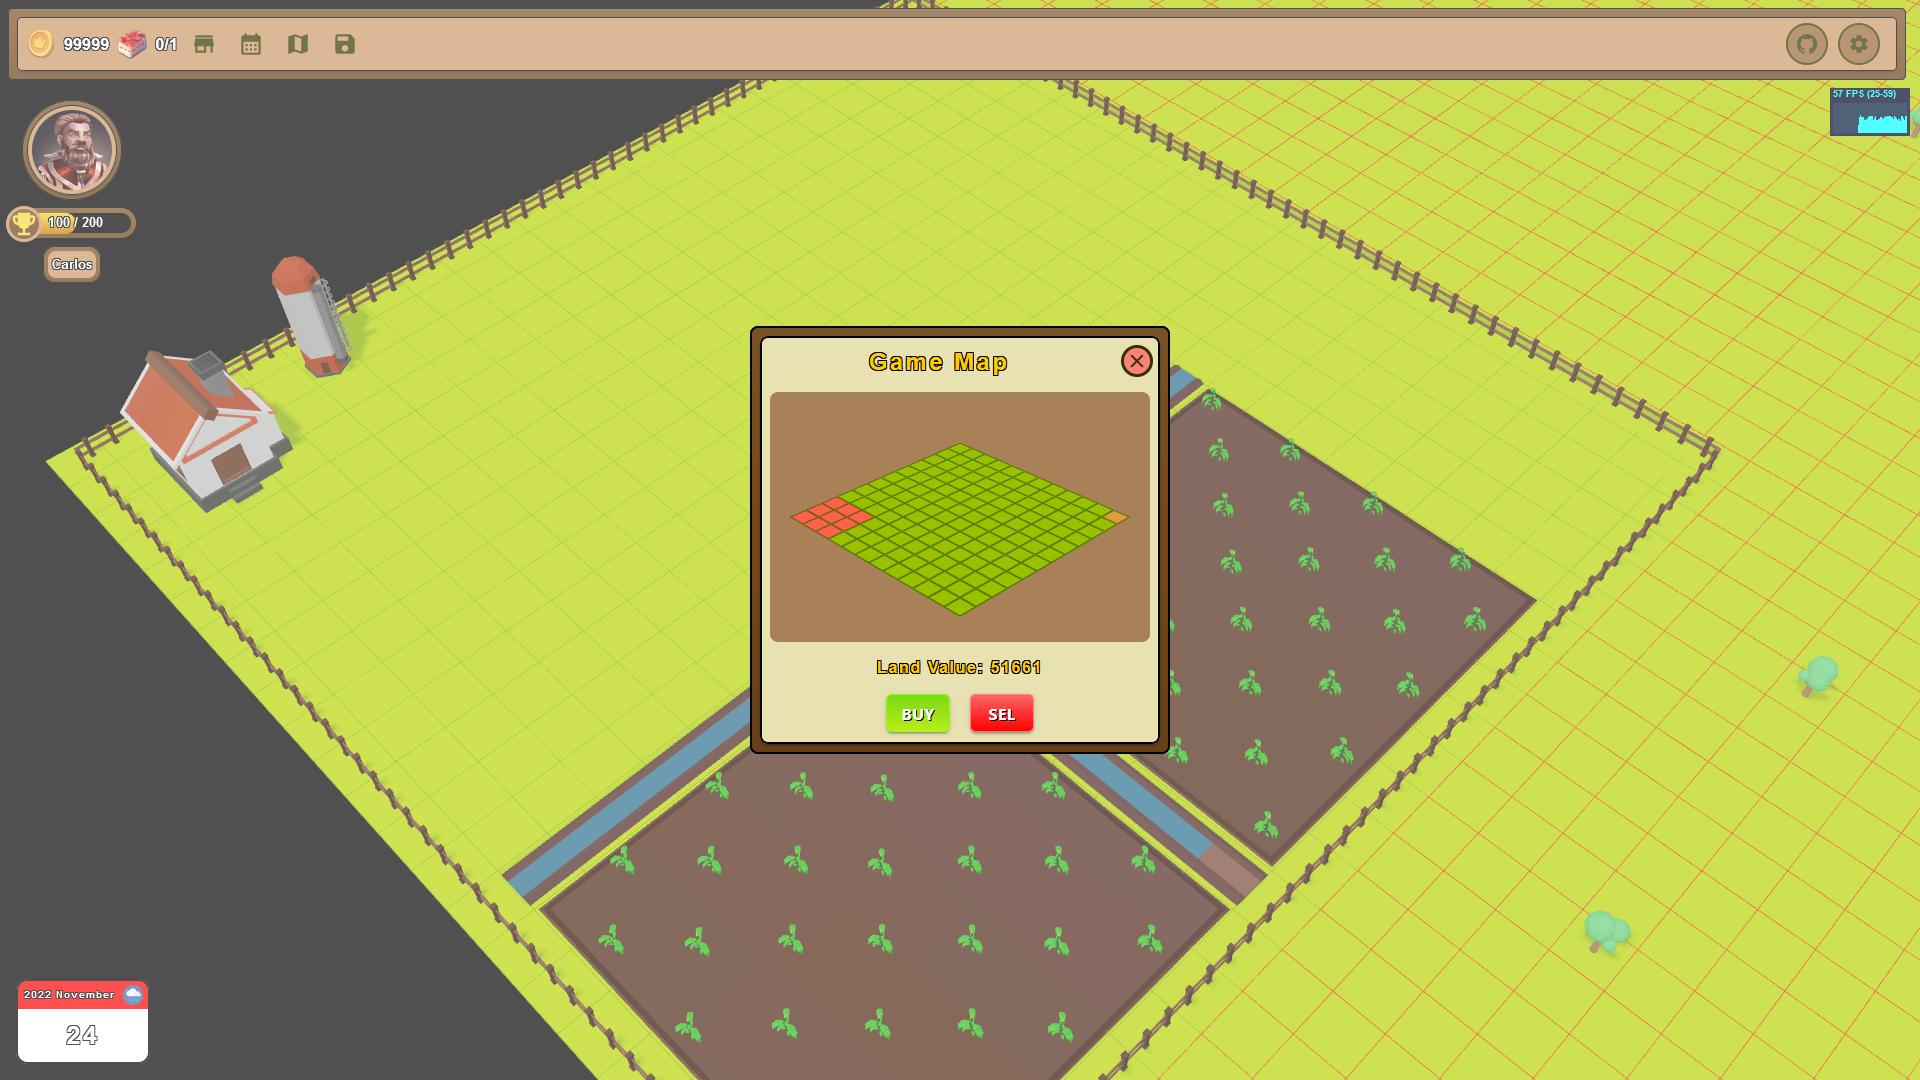 99999
0/1
57 FPS (25-59)
100 / 200
Carlos
Game Map
Land Value: 51661
BUY
SEL
2022 November
24